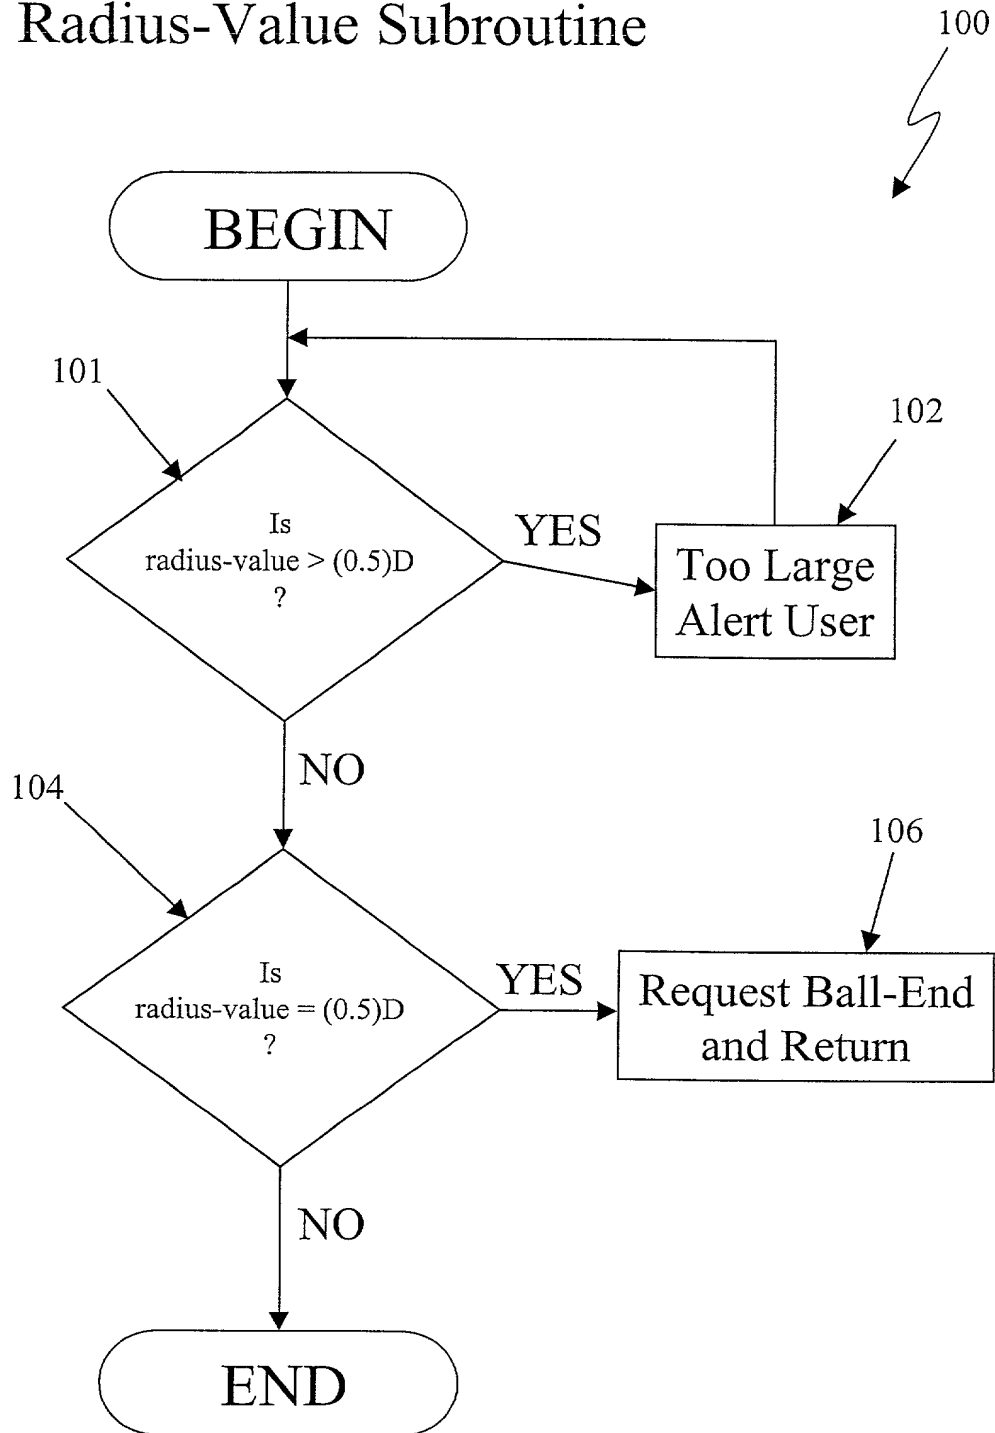 Radius-Value Subroutine
100
BEGIN
101
102
Is
radius-value > (0.5)D
?
YES
Too Large
Alert User
NO
104
106
Is
radius-value = (0.5)D
?
YES
Request Ball-End
and Return
NO
END